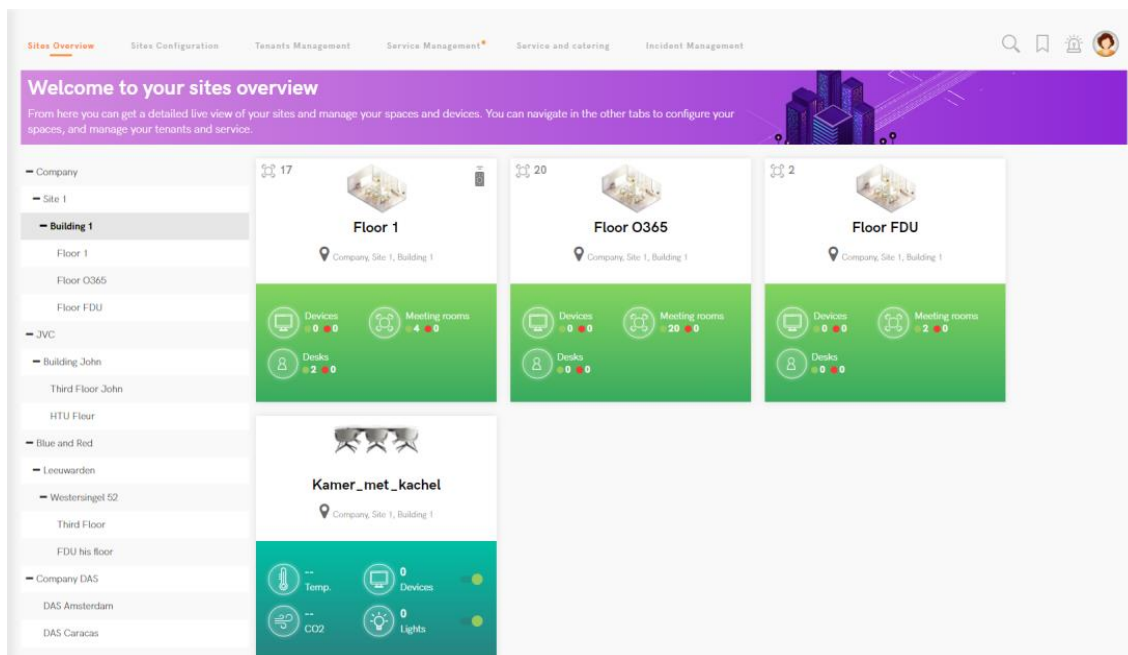 Sites Overview Sites Configuration Tenants Management Service Management Service and catering Incident Management
Welcome to your sites overview
From here you can get a detailed live view of your sites and manage your spaces and devices. You can navigate in the other tabs to configure your
spaces, and manage your tenants and service.
Company
Site 1
Building 1
Floor 1
Floor O365
Floor FDU
JVC
Building John
Third Floor John
HTU Fleur
Blue and Red
Leeuwarden
Westersingel 52
Third Floor
FDU his floor
Company DAS
DAS Amsterdam
DAS Caracas
17
Floor 1
Company, Site 1, Building 1
Devices
0 0
Meeting rooms
4 0
Desks
2 0
20
Floor O365
Company, Site 1, Building 1
Devices
0 0
Meeting rooms
20 0
Desks
0 0
2
Floor FDU
Company, Site 1, Building 1
Devices
0 0
Meeting rooms
2 0
Desks
0 0
Kamer_met_kachel
Company, Site 1, Building 1
--
Temp.
0
Devices
--
CO2
0
Lights